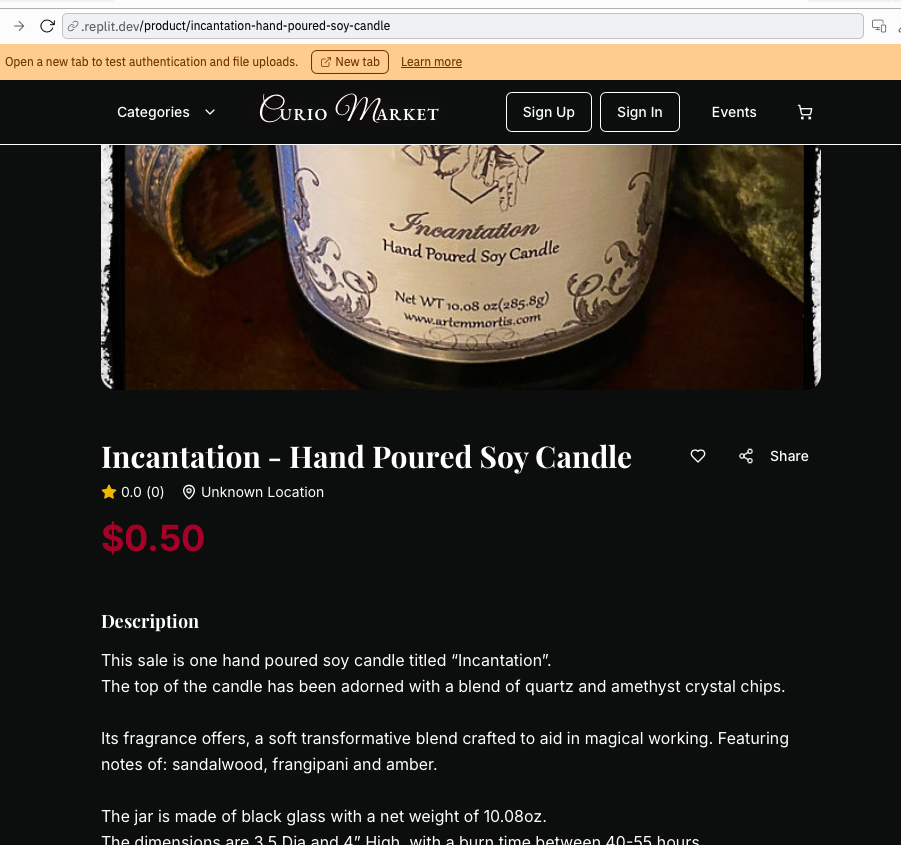 .replit.dev/product/incantation-hand-poured-soy-candle
Open a new tab to test authentication and file uploads. New tab Learn more
Categories Curio Market Sign Up Sign In Events
Incantation
Hand Poured Soy Candle
Net WT 10.08 oz(285.8g)
www.artemmortis.com
Incantation - Hand Poured Soy Candle Share
0.0 (0) Unknown Location
$0.50
Description
This sale is one hand poured soy candle titled “Incantation”.
The top of the candle has been adorned with a blend of quartz and amethyst crystal chips.
Its fragrance offers, a soft transformative blend crafted to aid in magical working. Featuring
notes of: sandalwood, frangipani and amber.
The jar is made of black glass with a net weight of 10.08oz.
The dimensions are 3.5 Dia and 4” High, with a burn time between 40-55 hours.